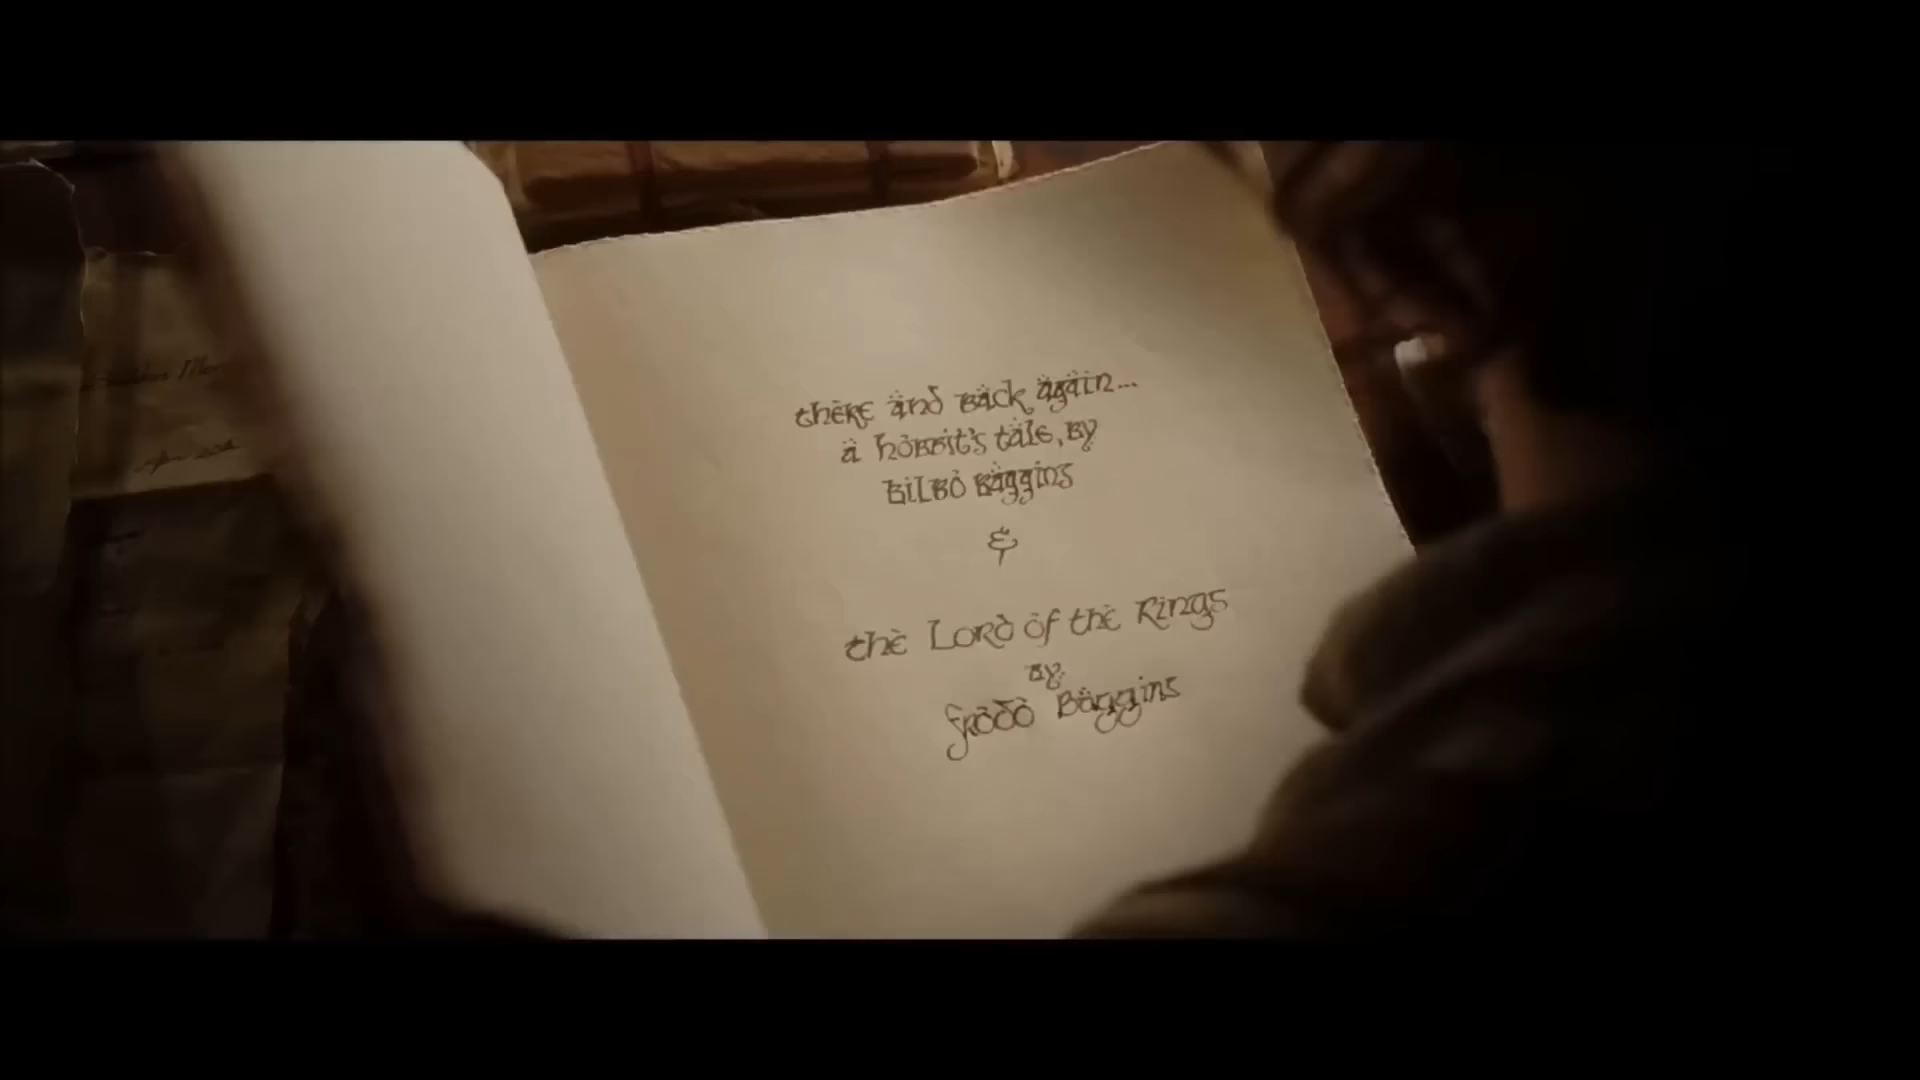 there and back again...
a hobbit's tale, by
Bilbo Baggins
&
the Lord of the Rings
by
frodo Baggins